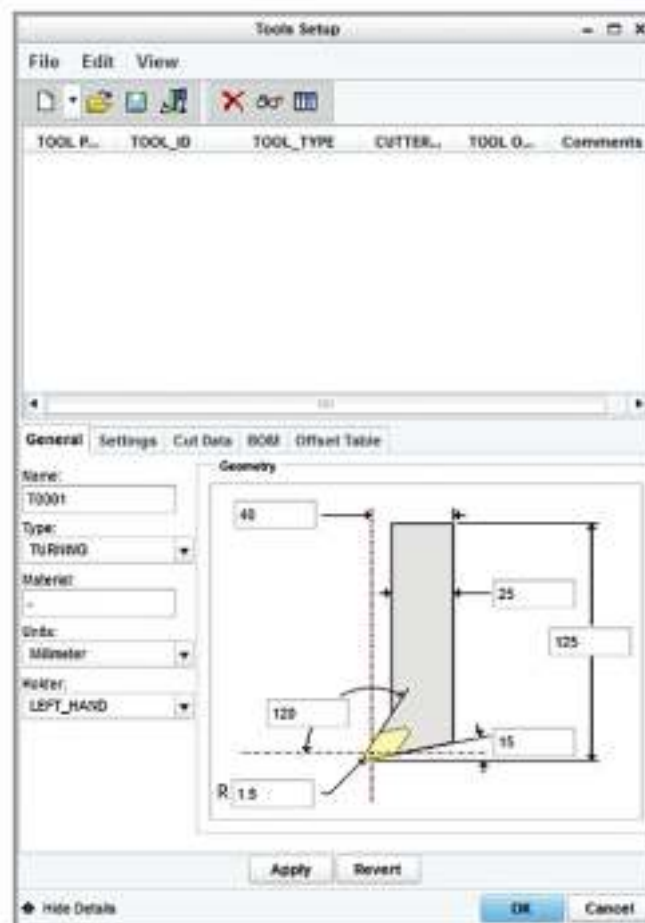 Tools Setup
File Edit View
TOOL P... TOOL_ID TOOL_TYPE CUTTER... TOOL O... Comments
General Settings Cut Data BOM Offset Table
Name:
T0001
Type:
TURNING
Material:
-
Units:
Millimeter
Holder:
LEFT_HAND
Geometry
40
25
125
120
15
R 1.5
Apply Revert
Hide Details
OK Cancel